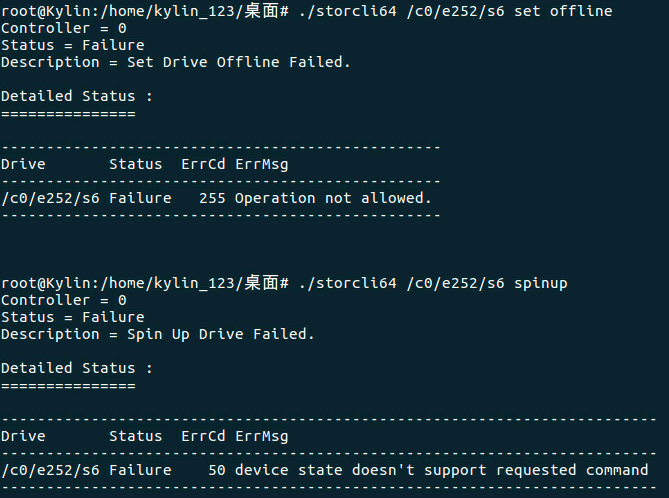 root@Kylin:/home/kylin_123/桌面# ./storcli64 /c0/e252/s6 set offline
Controller = 0
Status = Failure
Description = Set Drive Offline Failed.
Detailed Status :
===============
-------------------------------------------------
Drive       Status  ErrCd ErrMsg
-------------------------------------------------
/c0/e252/s6 Failure   255 Operation not allowed.
-------------------------------------------------
root@Kylin:/home/kylin_123/桌面# ./storcli64 /c0/e252/s6 spinup
Controller = 0
Status = Failure
Description = Spin Up Drive Failed.
Detailed Status :
===============
-------------------------------------------------------------------------
Drive       Status  ErrCd ErrMsg
-------------------------------------------------------------------------
/c0/e252/s6 Failure    50 device state doesn't support requested command
-------------------------------------------------------------------------